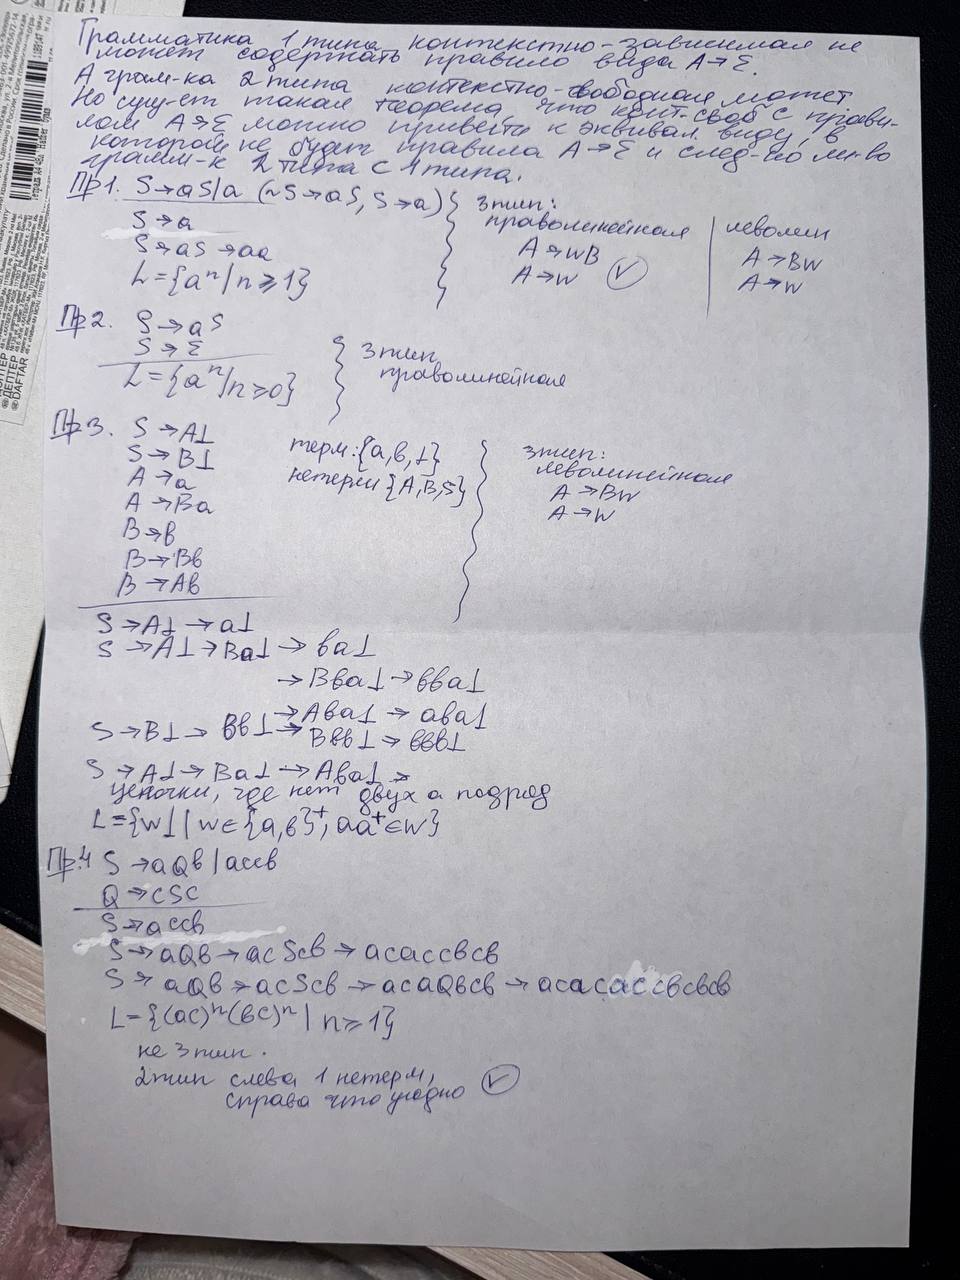 Грамматика 1 типа контекстно-зависимая не
может содержать правило вида A→Ɛ.
А грам-ка 2 типа контекстно-свободная может
Но сущ-ет такая теорема что конт-своб с прави-
лом A→Ɛ можно привести к эквивал. виду, в
котором не будет правила A→Ɛ и след-но мн-во
грамм-к 2 типа ⊂ 1 типа.
Пр1. S→aS|a (~S→aS, S→a)
S→a
S→aS→aa
L={aⁿ|n⩾1}
3 тип:
праволинейная
A→wB
A→w
леволин
A→Bw
A→w
Пр2. S→aS
S→Ɛ
L={aⁿ|n⩾0}
3 тип
праволинейная
Пр3. S→A⊥
S→B⊥
A→a
A→Ba
B→b
B→Bb
B→Ab
терм:{a,b,⊥}
нетерм {A,B,S}
3 тип:
леволинейная
A→Bw
A→w
S→A⊥→a⊥
S→A⊥→Ba⊥→ba⊥
→Bba⊥→bba⊥
→Aba⊥→aba⊥
S→B⊥→Bb⊥→Bbb⊥→bbb⊥
S→A⊥→Ba⊥→Aba⊥→
цепочки, где нет двух a подряд
L={w⊥|w∈{a,b}⁺, aa⁺∈w}
Пр.4 S→aQb|accb
Q→cSc
S→accb
S→aQb→acScb→acaccbcb
S→aQb→acScb→acaQbcb→acacaccbcbcb
L={(ac)ⁿ(bc)ⁿ|n⩾1}
не 3 тип.
2 тип слева 1 нетерм,
справа что угодно
ДӘПТЕР
DAFTAR